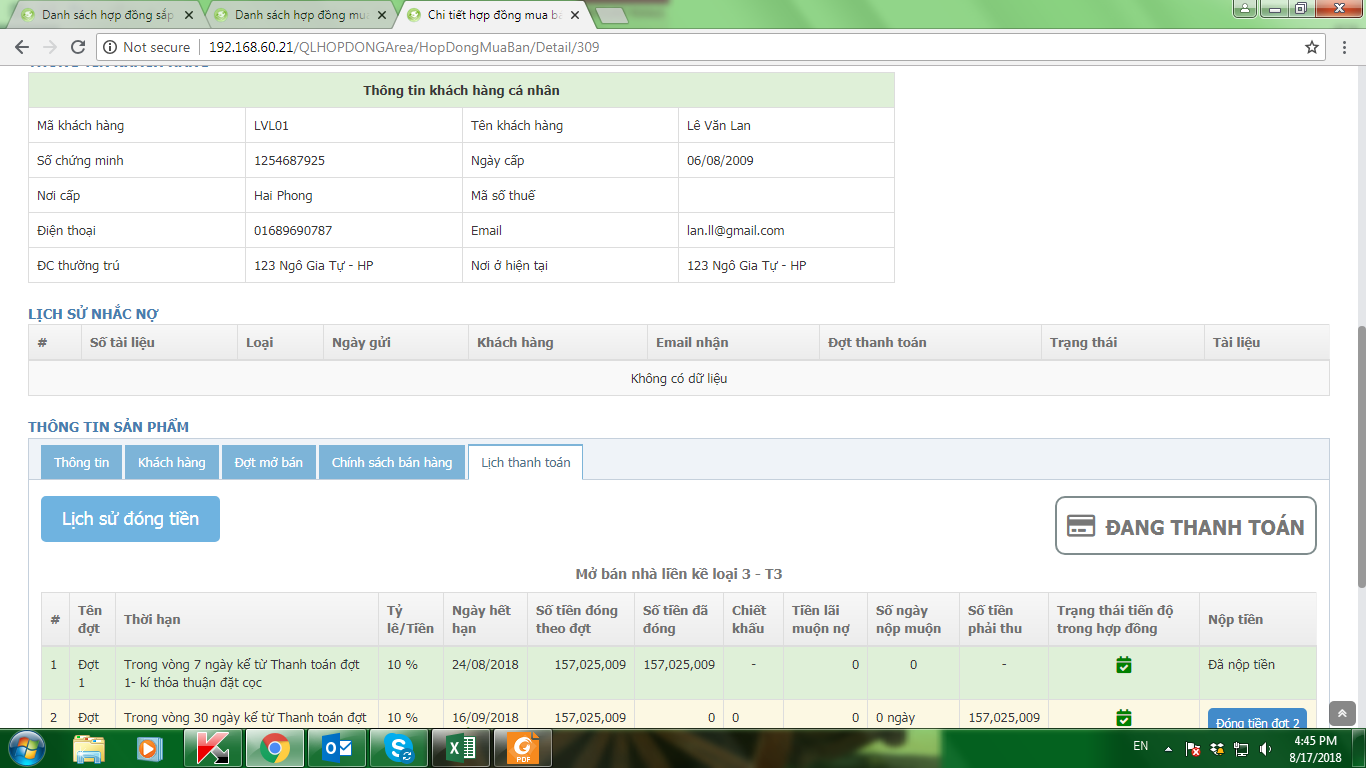 Danh sách hợp đồng sắp
Danh sách hợp đồng mu
Chi tiết hợp đồng mua b
Not secure
192.168.60.21/QLHOPDONGArea/HopDongMuaBan/Detail/309
Thông tin khách hàng cá nhân
Mã khách hàng LVL01 Tên khách hàng Lê Văn Lan
Số chứng minh 1254687925 Ngày cấp 06/08/2009
Nơi cấp Hai Phong Mã số thuế
Điện thoại 01689690787 Email lan.ll@gmail.com
ĐC thường trú 123 Ngô Gia Tự - HP Nơi ở hiện tại 123 Ngô Gia Tự - HP
LỊCH SỬ NHẮC NỢ
# Số tài liệu Loại Ngày gửi Khách hàng Email nhận Đợt thanh toán Trạng thái Tài liệu
Không có dữ liệu
THÔNG TIN SẢN PHẨM
Thông tin Khách hàng Đợt mở bán Chính sách bán hàng Lịch thanh toán
Lịch sử đóng tiền
ĐANG THANH TOÁN
Mở bán nhà liền kề loại 3 - T3
# Tên đợt Thời hạn Tỷ lê/Tiền Ngày hết hạn Số tiền đóng theo đợt Số tiền đã đóng Chiết khấu Tiền lãi muộn nợ Số ngày nộp muộn Số tiền phải thu Trạng thái tiến độ trong hợp đồng Nộp tiền
1 Đợt 1 Trong vòng 7 ngày kể từ Thanh toán đợt 1- kí thỏa thuận đặt cọc 10 % 24/08/2018 157,025,009 157,025,009 - 0 0 - Đã nộp tiền
2 Đợt Trong vòng 30 ngày kể từ Thanh toán đợt 10 % 16/09/2018 157,025,009 0 0 0 0 ngày 157,025,009 Đóng tiền đợt 2
EN
4:45 PM
8/17/2018
PDF